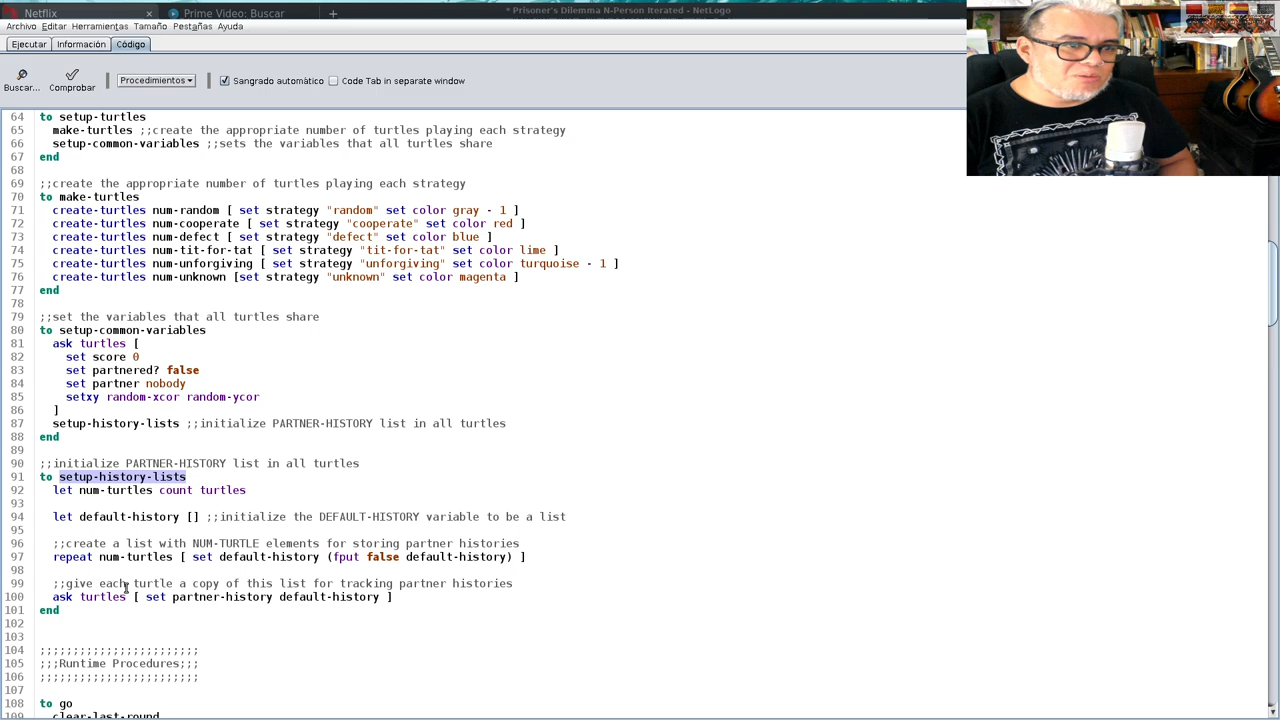 Netflix × Prime Video: Buscar +
* Prisoner's Dilemma N-Person Iterated - NetLogo
Archivo Editar Herramientas Tamaño Pestañas Ayuda
Ejecutar Información Código
Buscar... Comprobar Procedimientos Sangrado automático Code Tab in separate window
64 to setup-turtles
65 make-turtles ;;create the appropriate number of turtles playing each strategy
66 setup-common-variables ;;sets the variables that all turtles share
67 end
68
69 ;;create the appropriate number of turtles playing each strategy
70 to make-turtles
71 create-turtles num-random [ set strategy "random" set color gray - 1 ]
72 create-turtles num-cooperate [ set strategy "cooperate" set color red ]
73 create-turtles num-defect [ set strategy "defect" set color blue ]
74 create-turtles num-tit-for-tat [ set strategy "tit-for-tat" set color lime ]
75 create-turtles num-unforgiving [ set strategy "unforgiving" set color turquoise - 1 ]
76 create-turtles num-unknown [set strategy "unknown" set color magenta ]
77 end
78
79 ;;set the variables that all turtles share
80 to setup-common-variables
81 ask turtles [
82 set score 0
83 set partnered? false
84 set partner nobody
85 setxy random-xcor random-ycor
86 ]
87 setup-history-lists ;;initialize PARTNER-HISTORY list in all turtles
88 end
89
90 ;;initialize PARTNER-HISTORY list in all turtles
91 to setup-history-lists
92 let num-turtles count turtles
93
94 let default-history [] ;;initialize the DEFAULT-HISTORY variable to be a list
95
96 ;;create a list with NUM-TURTLE elements for storing partner histories
97 repeat num-turtles [ set default-history (fput false default-history) ]
98
99 ;;give each turtle a copy of this list for tracking partner histories
100 ask turtles [ set partner-history default-history ]
101 end
102
103
104 ;;;;;;;;;;;;;;;;;;;;;;;;
105 ;;;Runtime Procedures;;;
106 ;;;;;;;;;;;;;;;;;;;;;;;;
107
108 to go
109 clear-last-round